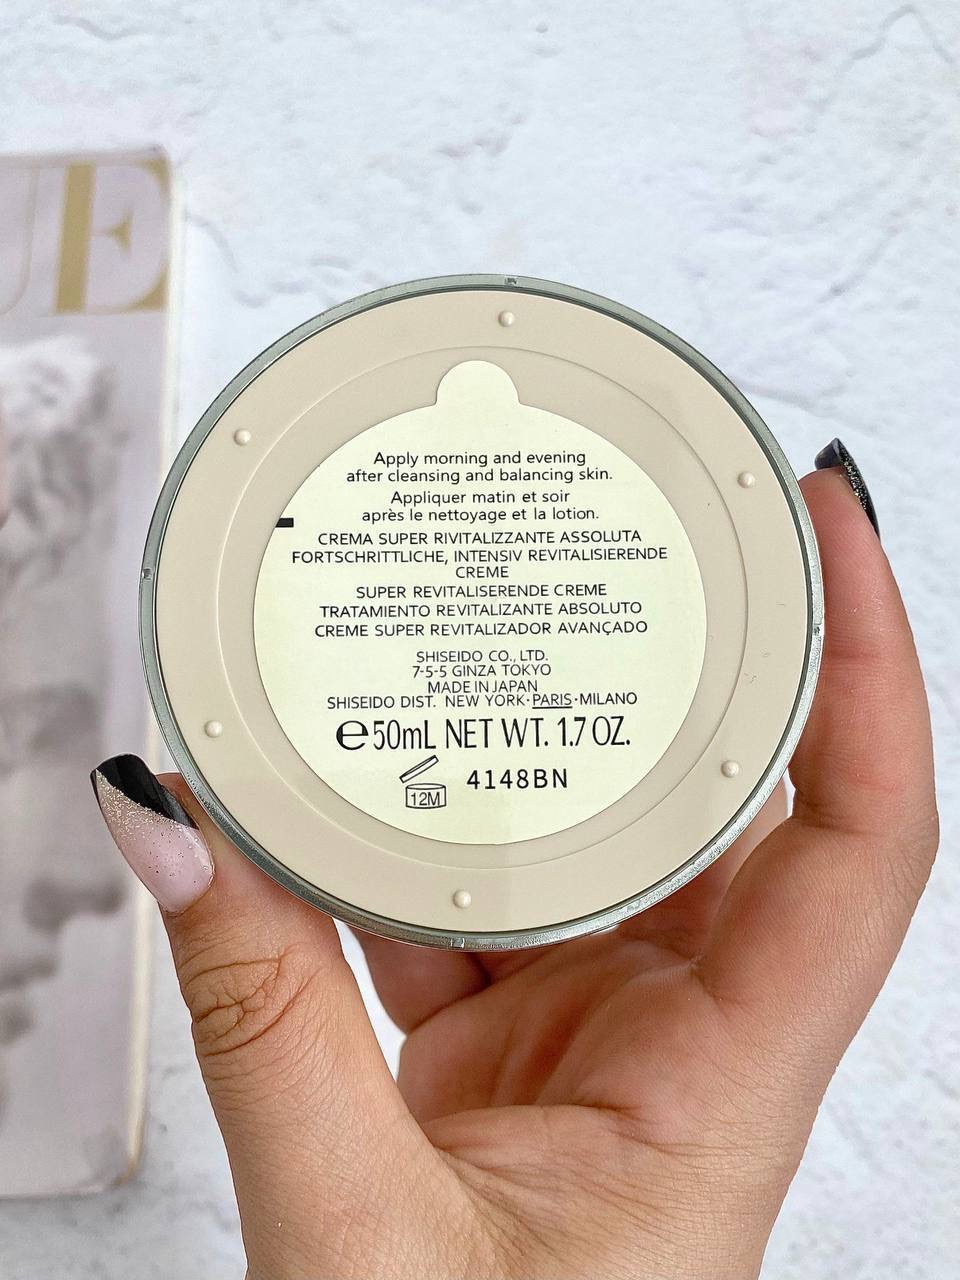 UE
Apply morning and evening
after cleansing and balancing skin.
Appliquer matin et soir
après le nettoyage et la lotion.
CREMA SUPER RIVITALIZZANTE ASSOLUTA
FORTSCHRITTLICHE, INTENSIV REVITALISIERENDE
CREME
SUPER REVITALISERENDE CREME
TRATAMIENTO REVITALIZANTE ABSOLUTO
CREME SUPER REVITALIZADOR AVANÇADO
SHISEIDO CO., LTD.
7-5-5 GINZA TOKYO
MADE IN JAPAN
SHISEIDO DIST. NEW YORK·PARIS·MILANO
℮50mL NET WT. 1.7 OZ.
12M 4148BN